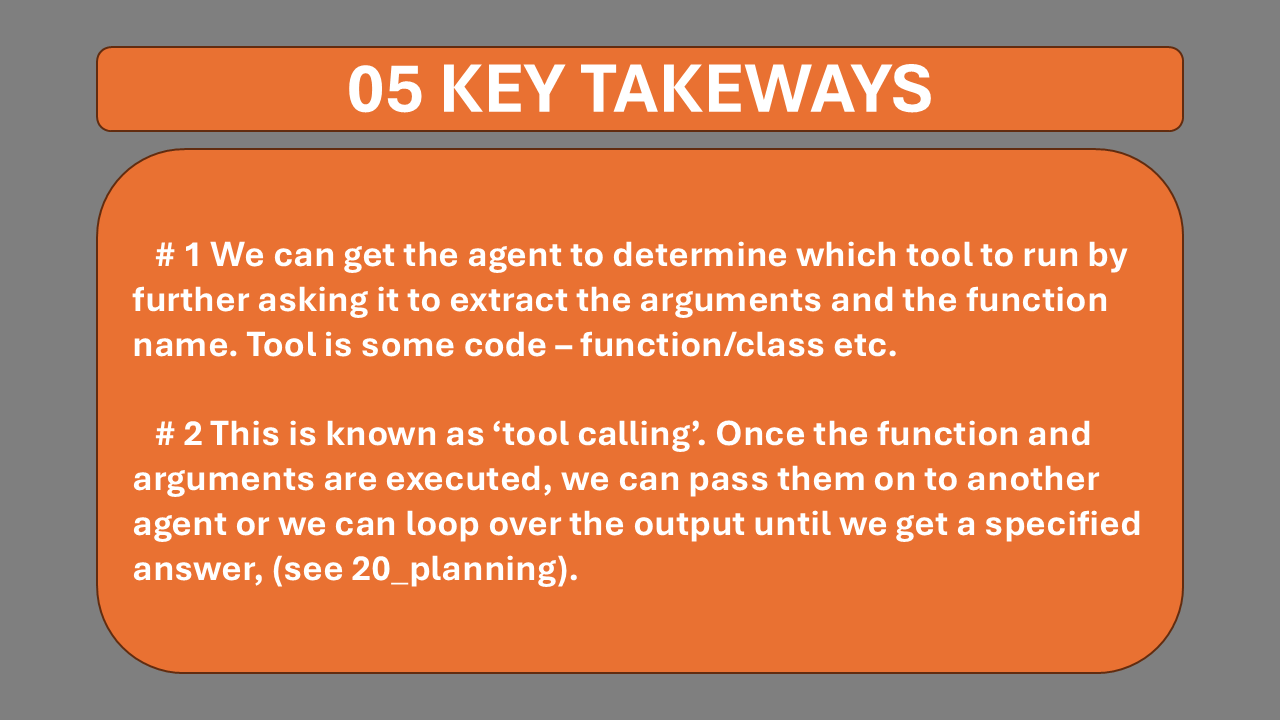 05 KEY TAKEWAYS
# 1 We can get the agent to determine which tool to run by
further asking it to extract the arguments and the function
name. Tool is some code – function/class etc.
# 2 This is known as ‘tool calling’. Once the function and
arguments are executed, we can pass them on to another
agent or we can loop over the output until we get a specified
answer, (see 20_planning).